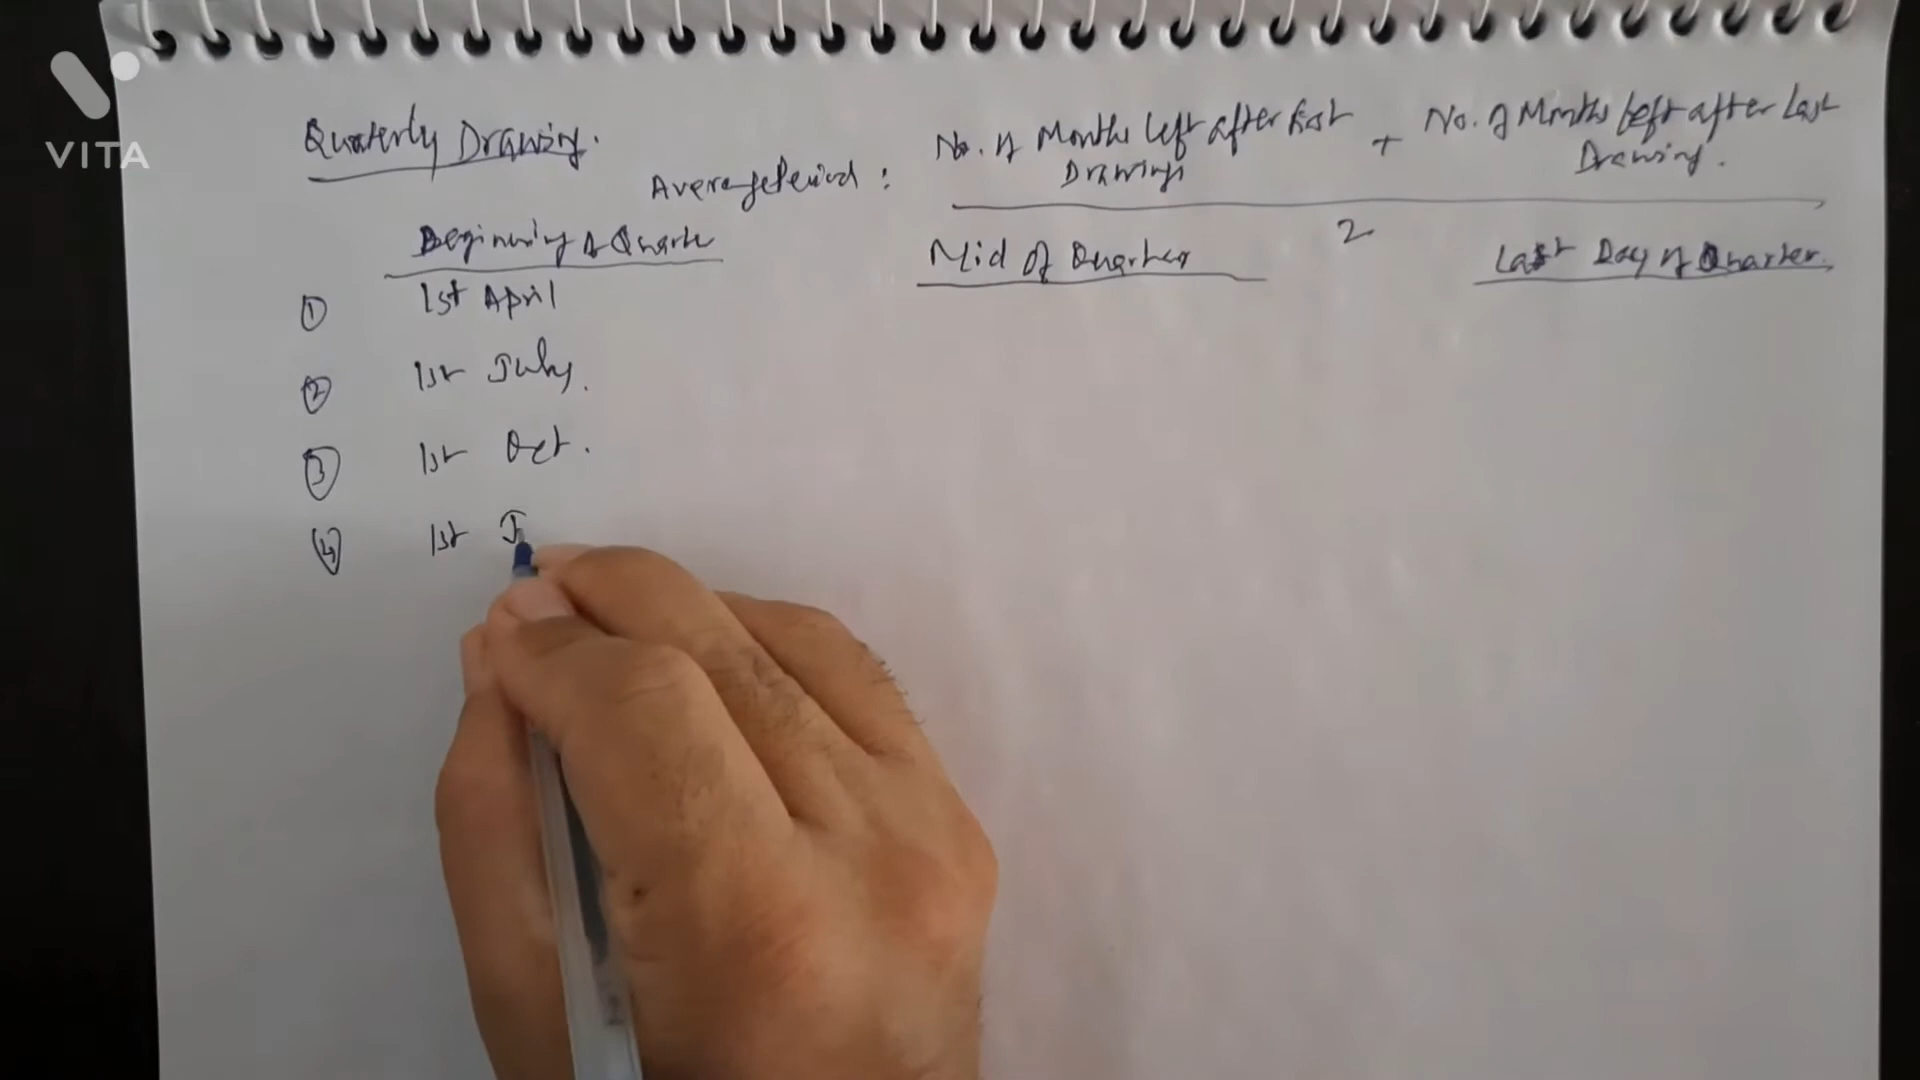 VITA
Quarterly Drawing.
Average Period :
No. of Months left after first Drawings + No. of Months left after Last Drawing.
2
Beginning of Quarter
Mid of Quarter
Last Day of Quarter.
① 1st April
② 1st July.
③ 1st Oct.
④ 1st J